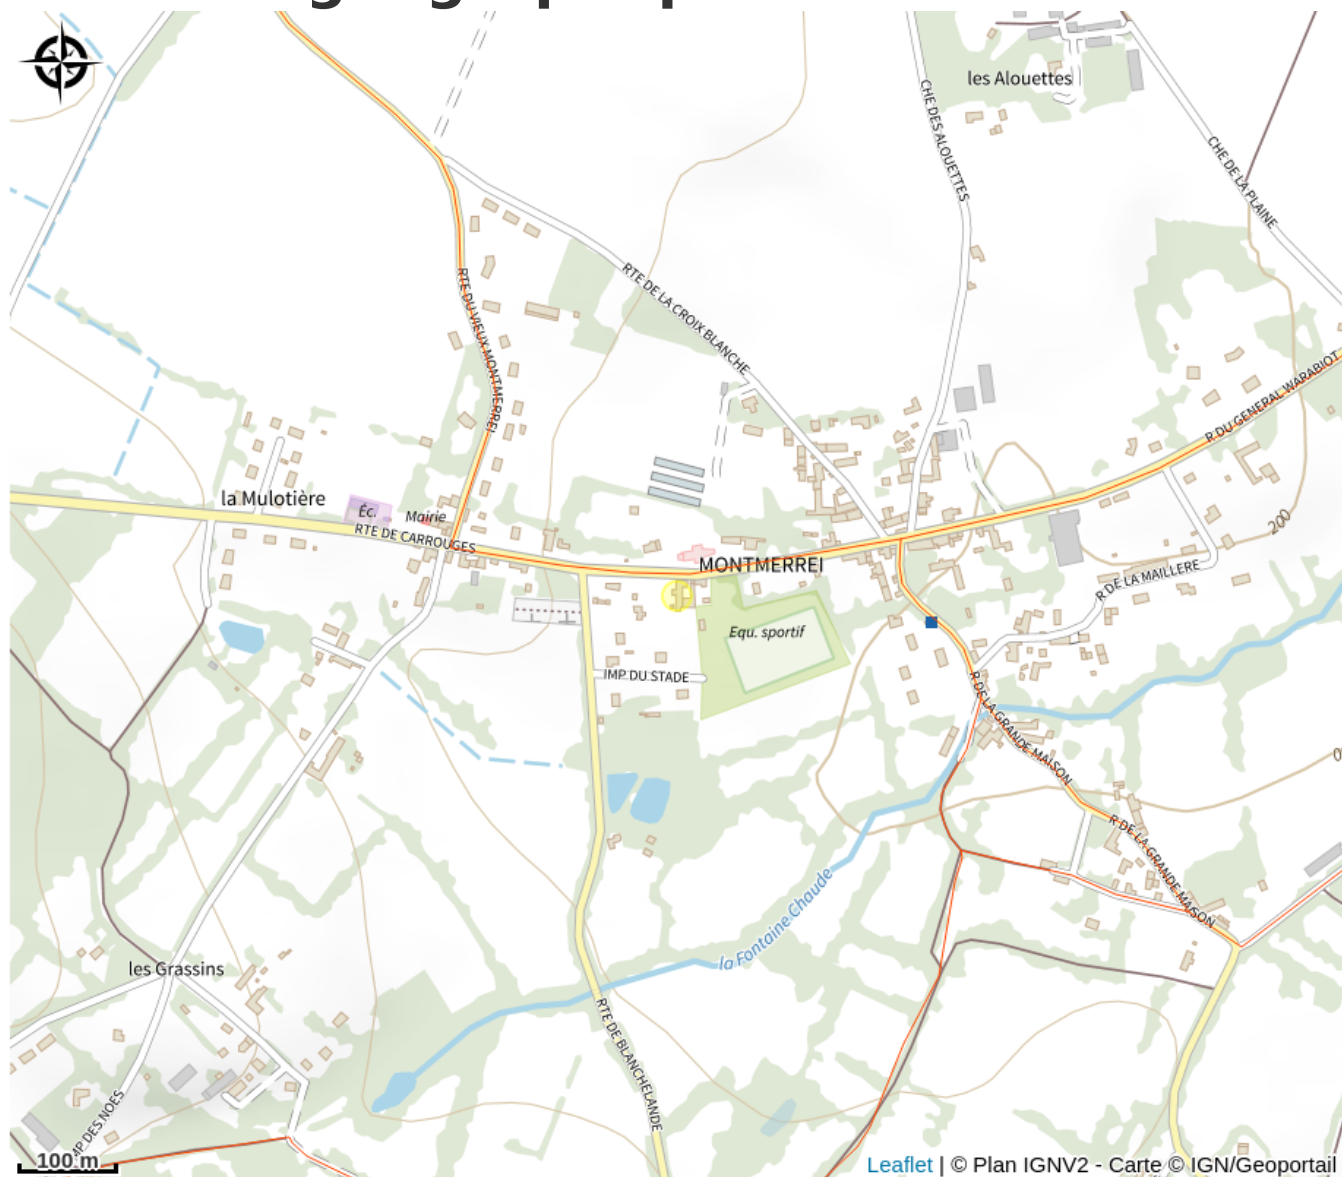 les Alouettes
CHE DES ALOUETTES
CHE DE LA PLAINE
RTE DE LA CROIX BLANCHE
RTE DU VIEUX MONTMERREI
R DU GENERAL WARABIOT
la Mulotière
Éc.
Mairie
RTE DE CARROUGES
MONTMERREI
200
R DE LA MAILLERE
Equ. sportif
IMP DU STADE
R DE LA GRANDE MAISON
R DE LA GRANDE MAISON
la Fontaine Chaude
les Grassins
RTE DE BLANCHELANDE
MP DES NOES
100 m
Leaflet | © Plan IGNV2 - Carte © IGN/Geoportail